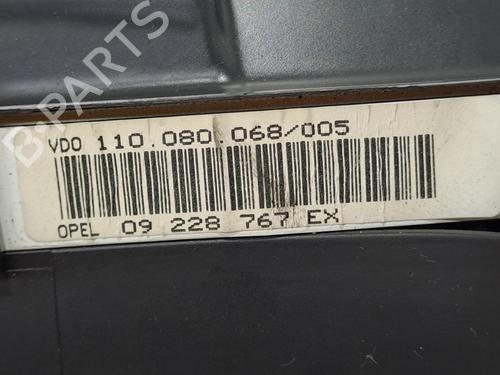 B-PARTS
VDO 110.080.068/005
OPEL 09 228 767 EX